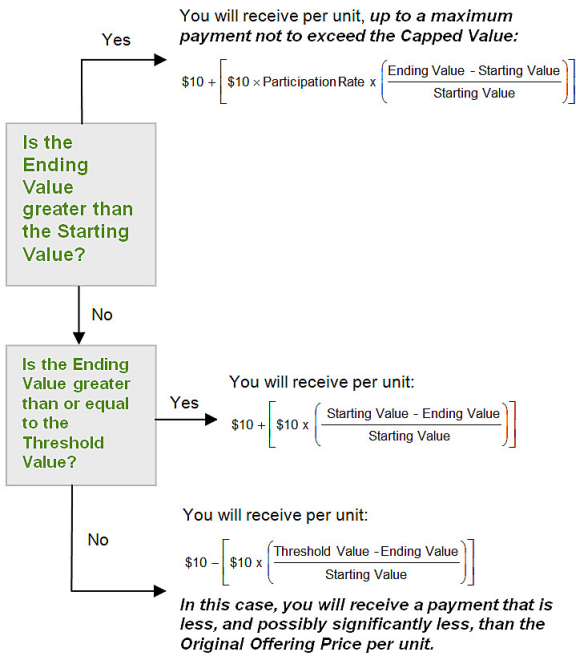 You will receive per unit, up to a maximum
payment not to exceed the Capped Value:
Yes
$10 + [ $10 × Participation Rate x ( Ending Value - Starting Value / Starting Value ) ]
Is the
Ending
Value
greater than
the Starting
Value?
No
Is the Ending
Value greater
than or equal
to the
Threshold
Value?
Yes
You will receive per unit:
$10 + [ $10 x ( Starting Value - Ending Value / Starting Value ) ]
No
You will receive per unit:
$10 – [ $10 x ( Threshold Value - Ending Value / Starting Value ) ]
In this case, you will receive a payment that is
less, and possibly significantly less, than the
Original Offering Price per unit.